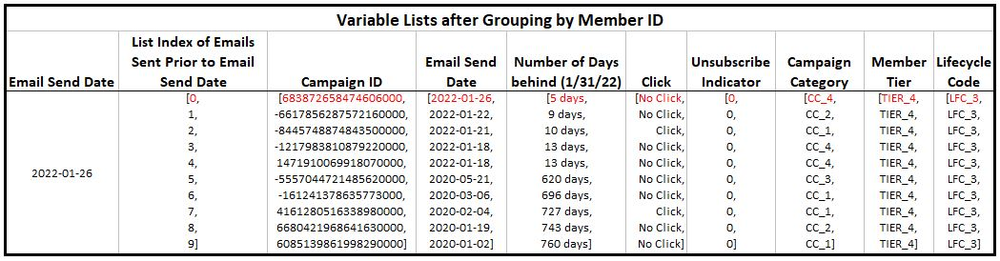 Variable Lists after Grouping by Member ID
Email Send Date List Index of Emails Sent Prior to Email Send Date Campaign ID Email Send Date Number of Days behind (1/31/22) Click Unsubscribe Indicator Campaign Category Member Tier Lifecycle Code
[0, [683872658474606000, [2022-01-26, [5 days, [No Click, [0, [CC_4, [TIER_4, [LFC_3,
1, -6617856287572160000, 2022-01-22, 9 days, No Click, 0, CC_2, TIER_4, LFC_3,
2, -8445748874843500000, 2022-01-21, 10 days, Click, 0, CC_1, TIER_4, LFC_3,
3, -1217983810879220000, 2022-01-18, 13 days, No Click, 0, CC_4, TIER_4, LFC_3,
4, 1471910069918070000, 2022-01-18, 13 days, No Click, 0, CC_4, TIER_4, LFC_3,
2022-01-26
5, -5557044721485620000, 2020-05-21, 620 days, No Click, 0, CC_3, TIER_4, LFC_3,
6, -161241378635773000, 2020-03-06, 696 days, No Click, 0, CC_1, TIER_4, LFC_3,
7, 4161280516338980000, 2020-02-04, 727 days, Click, 0, CC_1, TIER_4, LFC_3,
8, 6680421968641630000, 2020-01-19, 743 days, No Click, 0, CC_2, TIER_4, LFC_3,
9] 6085139861998290000] 2020-01-02] 760 days] No Click] 0] CC_1] TIER_4] LFC_3]